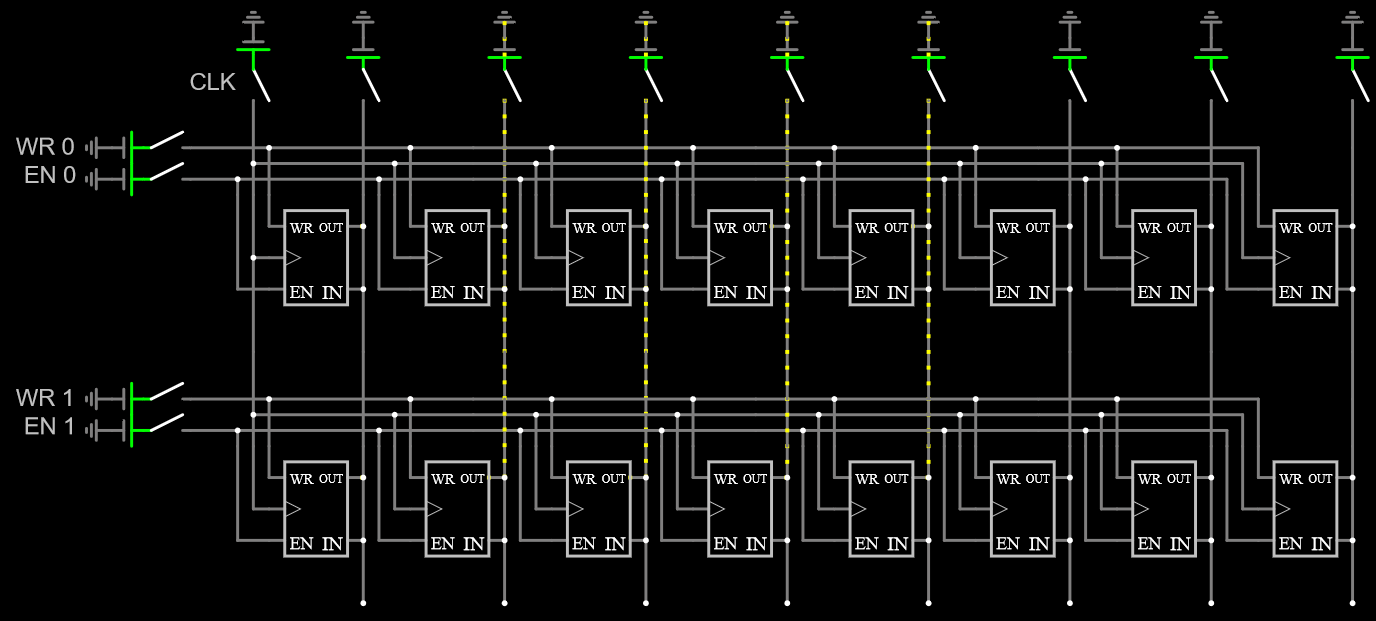 CLK
WR 0
EN 0
WR OUT WR OUT WR OUT WR OUT WR OUT WR OUT WR OUT WR OUT
EN IN EN IN EN IN EN IN EN IN EN IN EN IN EN IN
WR 1
EN 1
WR OUT WR OUT WR OUT WR OUT WR OUT WR OUT WR OUT WR OUT
EN IN EN IN EN IN EN IN EN IN EN IN EN IN EN IN